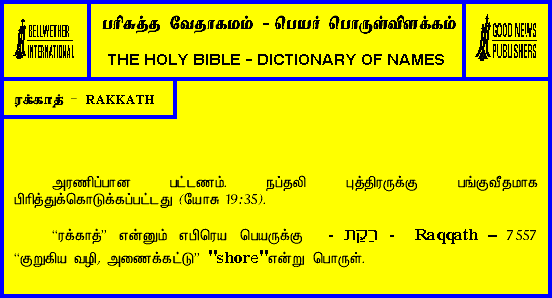 BELLWETHER
INTERNATIONAL
பரிசுத்த வேதாகமம் - பெயர் பொருள்விளக்கம்
THE HOLY BIBLE - DICTIONARY OF NAMES
GOOD NEWS
PUBLISHERS
ரக்காத் - RAKKATH
அரணிப்பான பட்டணம். நப்தலி புத்திரருக்கு பங்குவீதமாக
பிரித்துக்கொடுக்கப்பட்டது (யோசு 19:35).
“ரக்காத்” என்னும் எபிரெய பெயருக்கு - רַקַּת - Raqqath – 7557
“குறுகிய வழி, அணைக்கட்டு” "shore"என்று பொருள்.